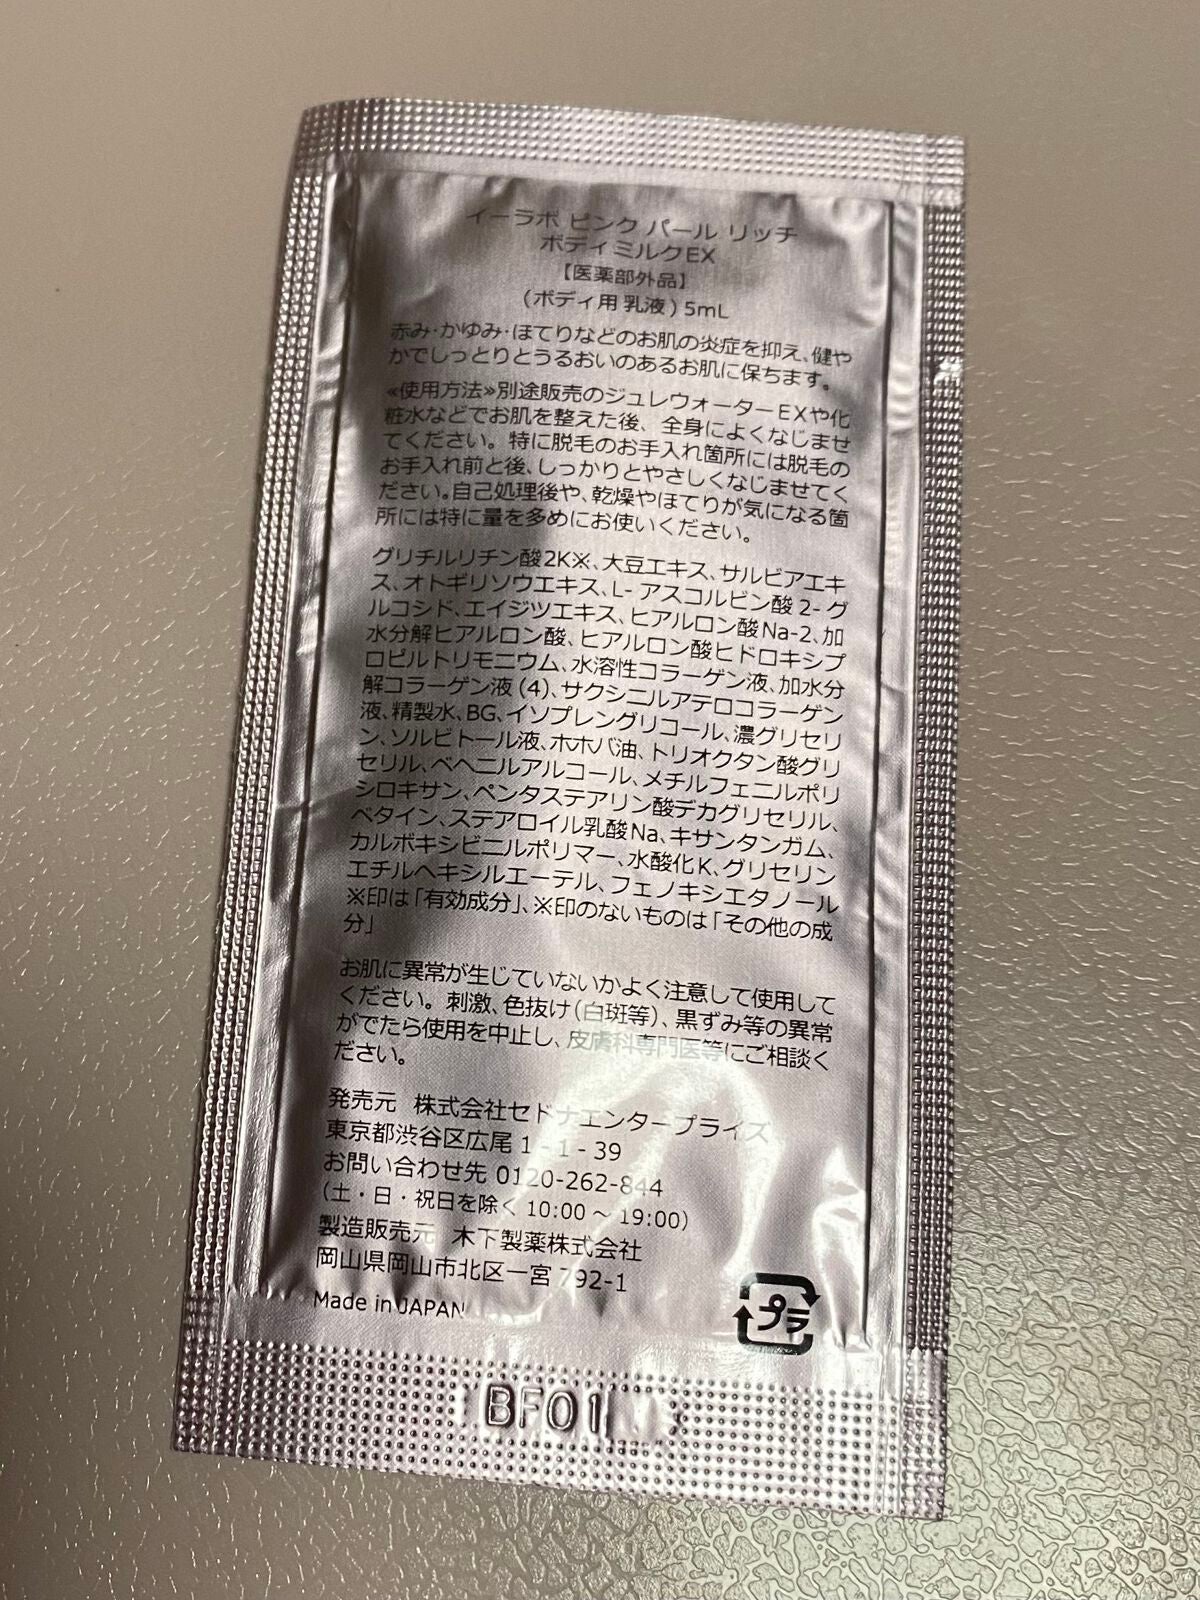 イーラボ ピンク パール リッチ
ボディミルクEX
【医薬部外品】
(ボディ用 乳液) 5mL
赤み・かゆみ・ほてりなどのお肌の炎症を抑え、健や
かでしっとりとうるおいのあるお肌に保ちます。
≪使用方法≫別途販売のジュレウォーターEXや化
粧水などでお肌を整えた後、全身によくなじませ
てください。特に脱毛のお手入れ箇所には脱毛の
お手入れ前と後、しっかりとやさしくなじませてく
ださい。自己処理後や、乾燥やほてりが気になる箇
所には特に量を多めにお使いください。
グリチルリチン酸2K※、大豆エキス、サルビアエキ
ス、オトギリソウエキス、L- アスコルビン酸 2- グ
ルコシド、エイジツエキス、ヒアルロン酸Na-2、加
水分解ヒアルロン酸、ヒアルロン酸ヒドロキシプ
ロピルトリモニウム、水溶性コラーゲン液、加水分
解コラーゲン液 (4)、サクシニルアテロコラーゲン
液、精製水、BG、イソプレングリコール、濃グリセリ
ン、ソルビトール液、ホホバ油、トリオクタン酸グリ
セリル、ベヘニルアルコール、メチルフェニルポリ
シロキサン、ペンタステアリン酸デカグリセリル、
ベタイン、ステアロイル乳酸Na、キサンタンガム、
カルボキシビニルポリマー、水酸化K、グリセリン
エチルヘキシルエーテル、フェノキシエタノール
※印は「有効成分」、※印のないものは「その他の成
分」
お肌に異常が生じていないかよく注意して使用して
ください。刺激、色抜け(白斑等)、黒ずみ等の異常
がでたら使用を中止し、皮膚科専門医等にご相談く
ださい。
発売元 株式会社セドナエンタープライズ
東京都渋谷区広尾 1 - 1 - 39
お問い合わせ先 0120-262-844
(土・日・祝日を除く 10:00 ～ 19:00)
製造販売元 木下製薬株式会社
岡山県岡山市北区一宮 792-1
Made in JAPAN
プラ
BF01